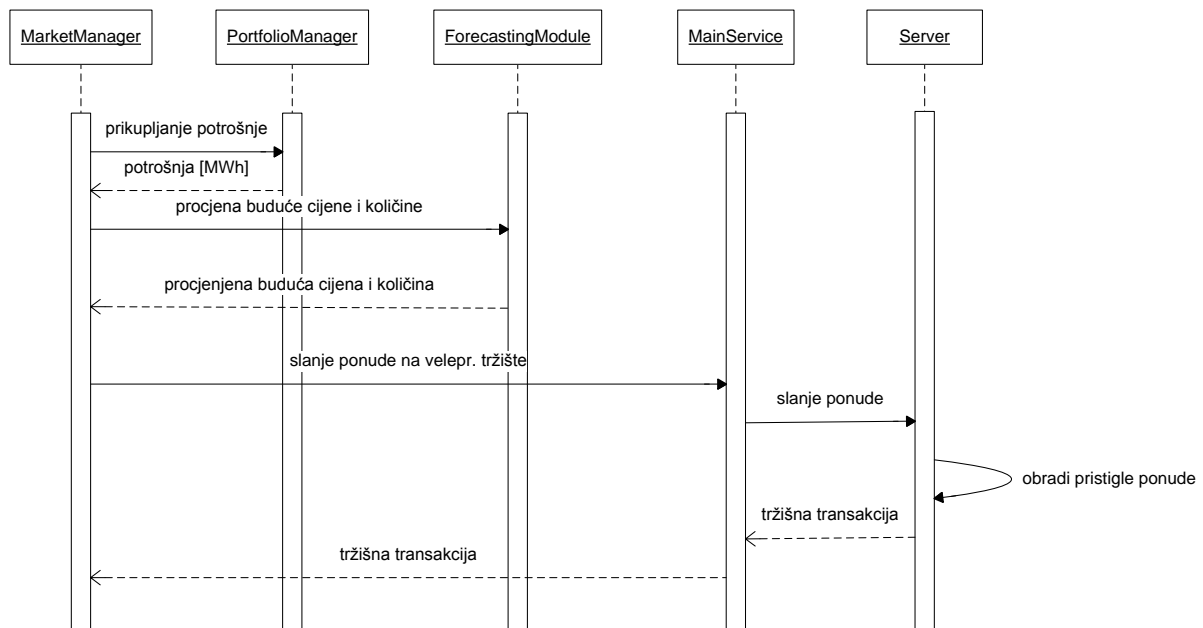 MarketManager
PortfolioManager
ForecastingModule
MainService
Server
prikupljanje potrošnje
potrošnja [MWh]
procjena buduće cijene i količine
procjenjena buduća cijena i količina
slanje ponude na velepr. tržište
slanje ponude
obradi pristigle ponude
tržišna transakcija
tržišna transakcija